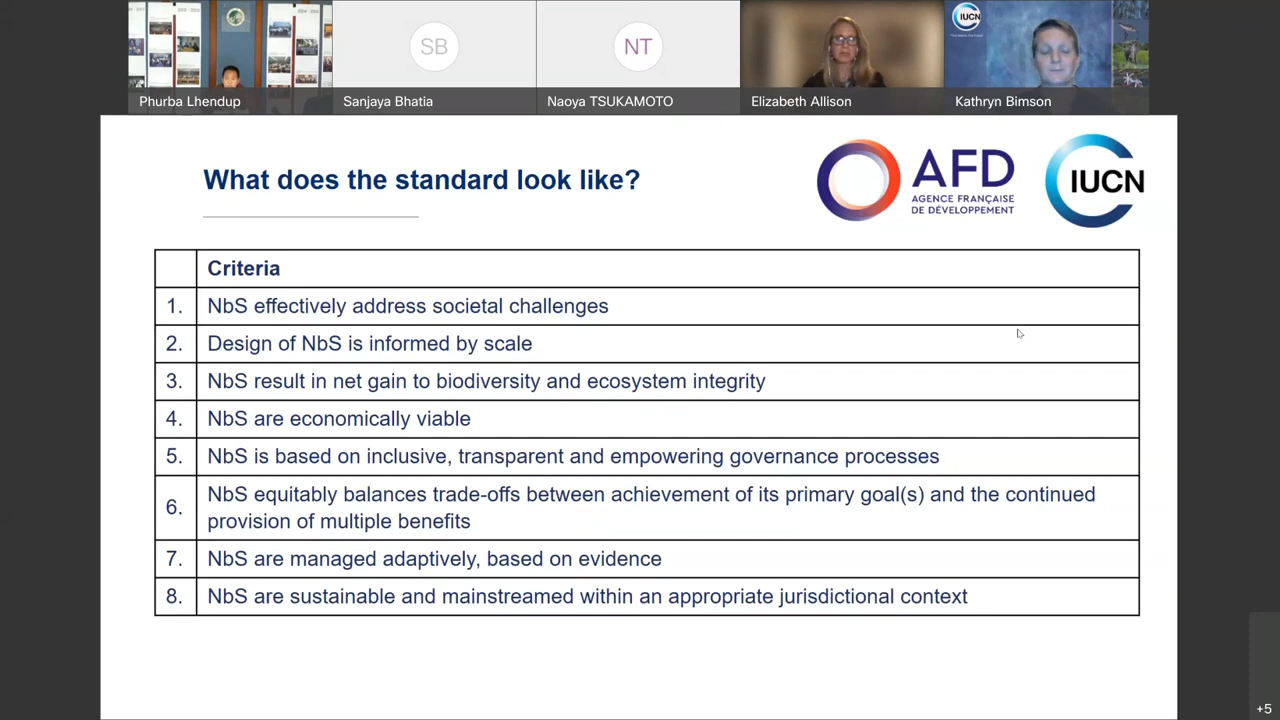 SB
NT
IUCN
Phurba Lhendup
Sanjaya Bhatia
Naoya TSUKAMOTO
Elizabeth Allison
Kathryn Bimson
What does the standard look like?
AFD
AGENCE FRANÇAISE
DE DÉVELOPPEMENT
IUCN
Criteria
1. NbS effectively address societal challenges
2. Design of NbS is informed by scale
3. NbS result in net gain to biodiversity and ecosystem integrity
4. NbS are economically viable
5. NbS is based on inclusive, transparent and empowering governance processes
6. NbS equitably balances trade-offs between achievement of its primary goal(s) and the continued
provision of multiple benefits
7. NbS are managed adaptively, based on evidence
8. NbS are sustainable and mainstreamed within an appropriate jurisdictional context
+5